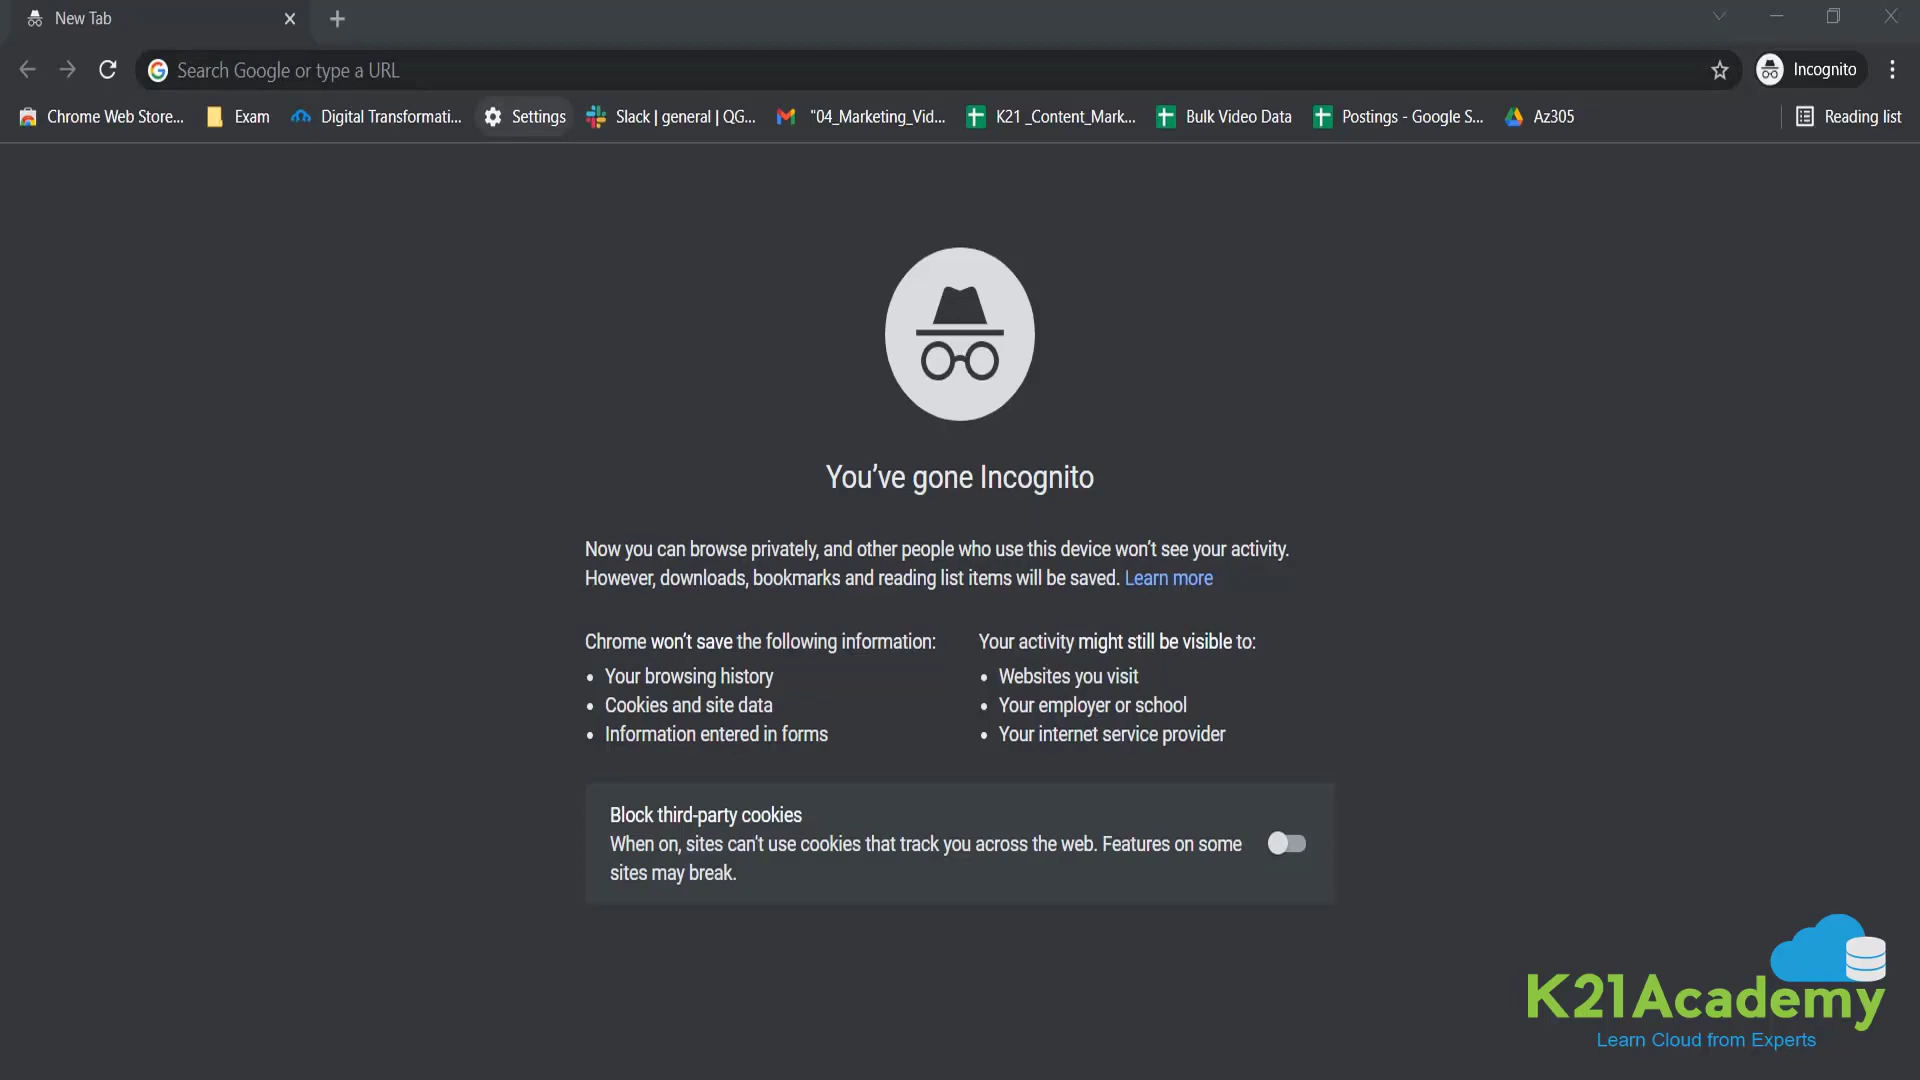 New Tab
Search Google or type a URL
Incognito
Chrome Web Store...
Exam
Digital Transformati...
Settings
Slack | general | QG...
"04_Marketing_Vid...
K21 _Content_Mark...
Bulk Video Data
Postings - Google S...
Az305
Reading list
You've gone Incognito
Now you can browse privately, and other people who use this device won't see your activity.
However, downloads, bookmarks and reading list items will be saved. Learn more
Chrome won't save the following information:
• Your browsing history
• Cookies and site data
• Information entered in forms
Your activity might still be visible to:
• Websites you visit
• Your employer or school
• Your internet service provider
Block third-party cookies
When on, sites can't use cookies that track you across the web. Features on some
sites may break.
K21Academy
Learn Cloud from Experts